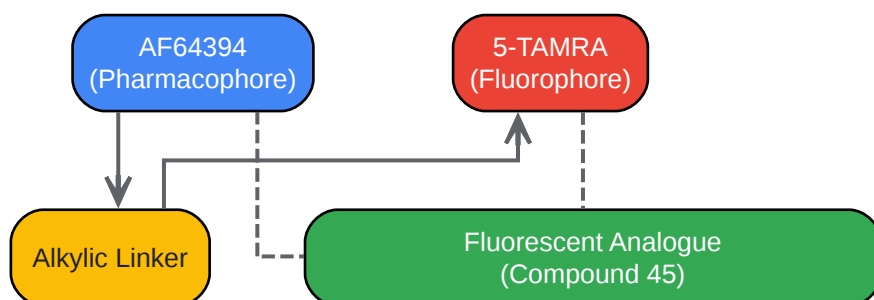 AF64394
(Pharmacophore)
5-TAMRA
(Fluorophore)
Alkylic Linker
Fluorescent Analogue
(Compound 45)